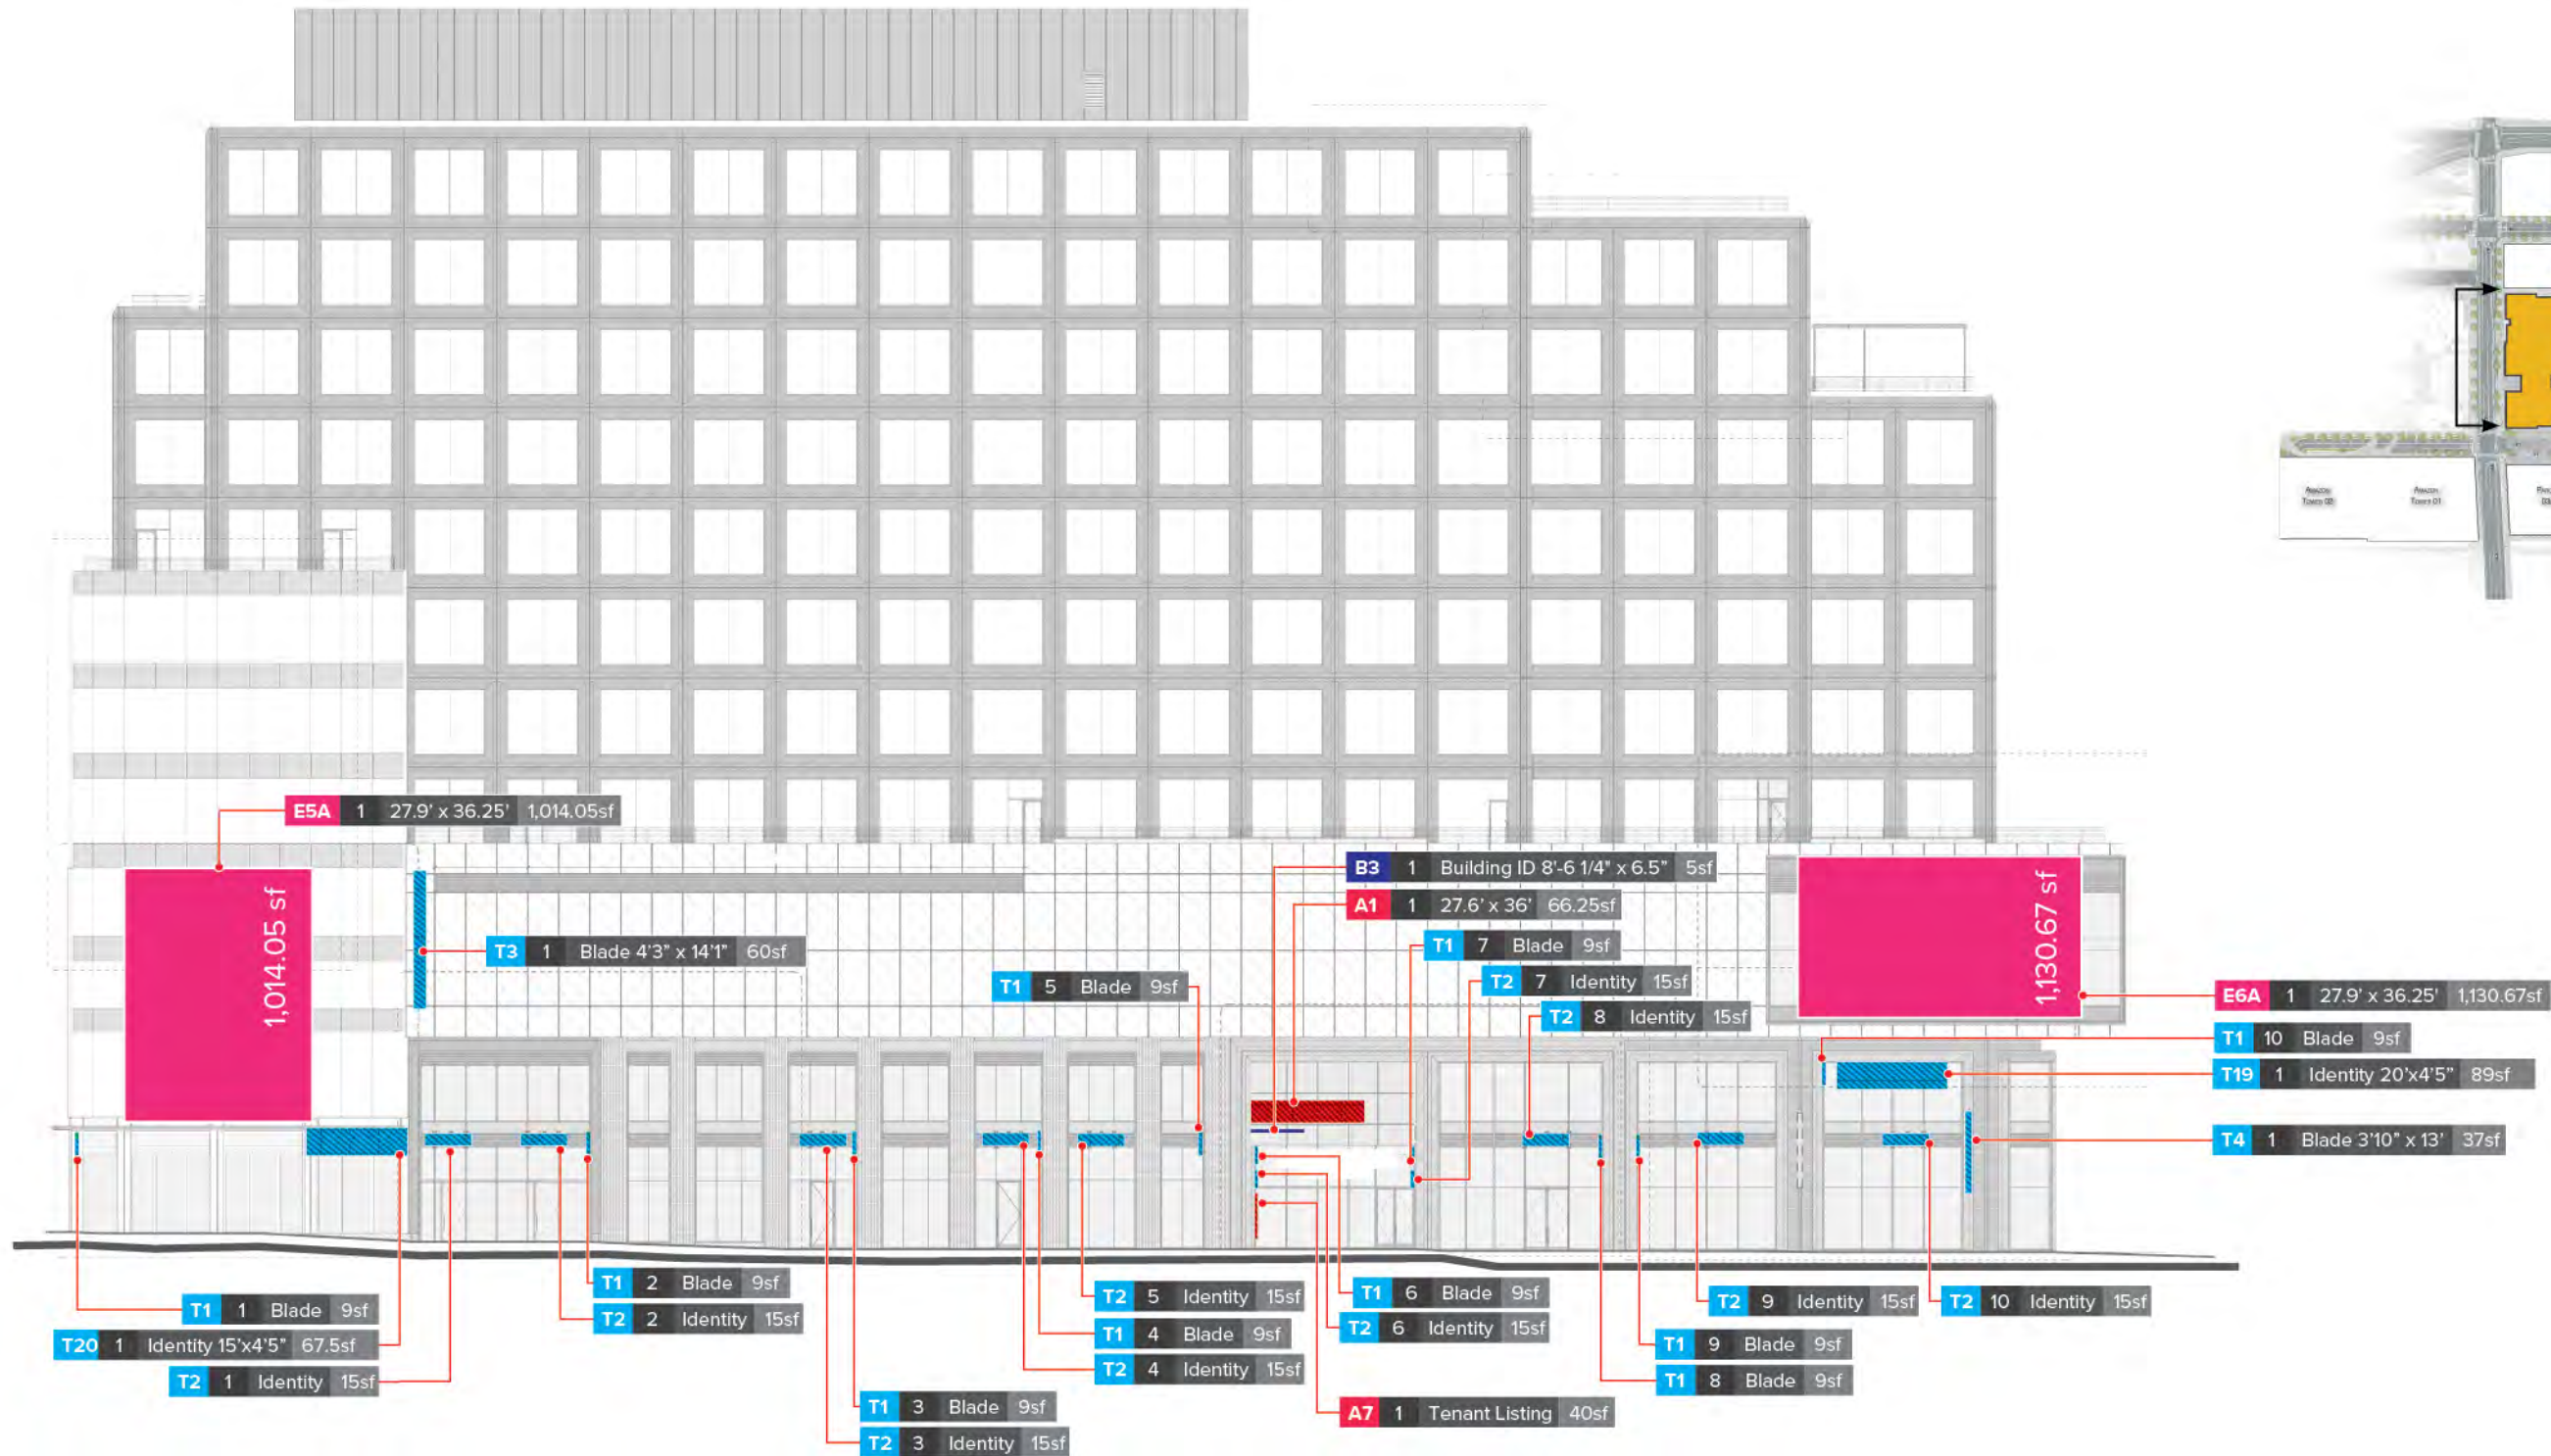 AMAZON
TOWER 02
AMAZON
TOWER 01
E5A 1 27.9' x 36.25' 1,014.05sf
B3 1 Building ID 8'-6 1/4" x 6.5" 5sf
A1 1 27.6' x 36' 66.25sf
1,014.05 sf
1,130.67 sf
T3 1 Blade 4'3" x 14'1" 60sf
T1 7 Blade 9sf
T1 5 Blade 9sf
T2 7 Identity 15sf
T2 8 Identity 15sf
E6A 1 27.9' x 36.25' 1,130.67sf
T1 10 Blade 9sf
T19 1 Identity 20'x4'5" 89sf
T4 1 Blade 3'10" x 13' 37sf
T1 1 Blade 9sf
T20 1 Identity 15'x4'5" 67.5sf
T2 1 Identity 15sf
T1 2 Blade 9sf
T2 2 Identity 15sf
T1 3 Blade 9sf
T2 3 Identity 15sf
T2 5 Identity 15sf
T1 4 Blade 9sf
T2 4 Identity 15sf
T1 6 Blade 9sf
T2 6 Identity 15sf
A7 1 Tenant Listing 40sf
T2 9 Identity 15sf
T2 10 Identity 15sf
T1 9 Blade 9sf
T1 8 Blade 9sf